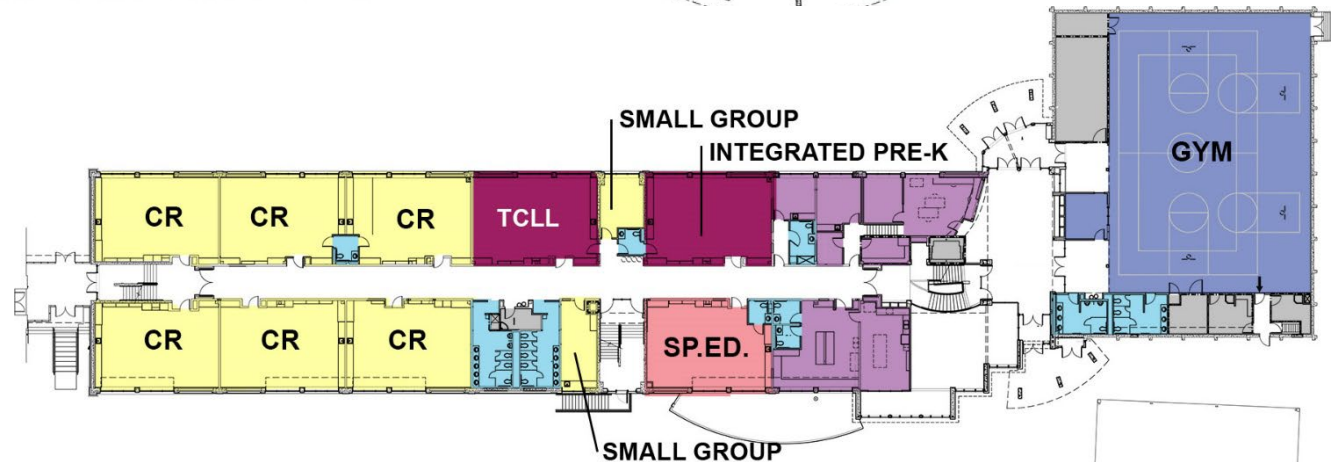 SMALL GROUP
INTEGRATED PRE-K
GYM
CR
CR
CR
TCLL
CR
CR
CR
SP.ED.
SMALL GROUP